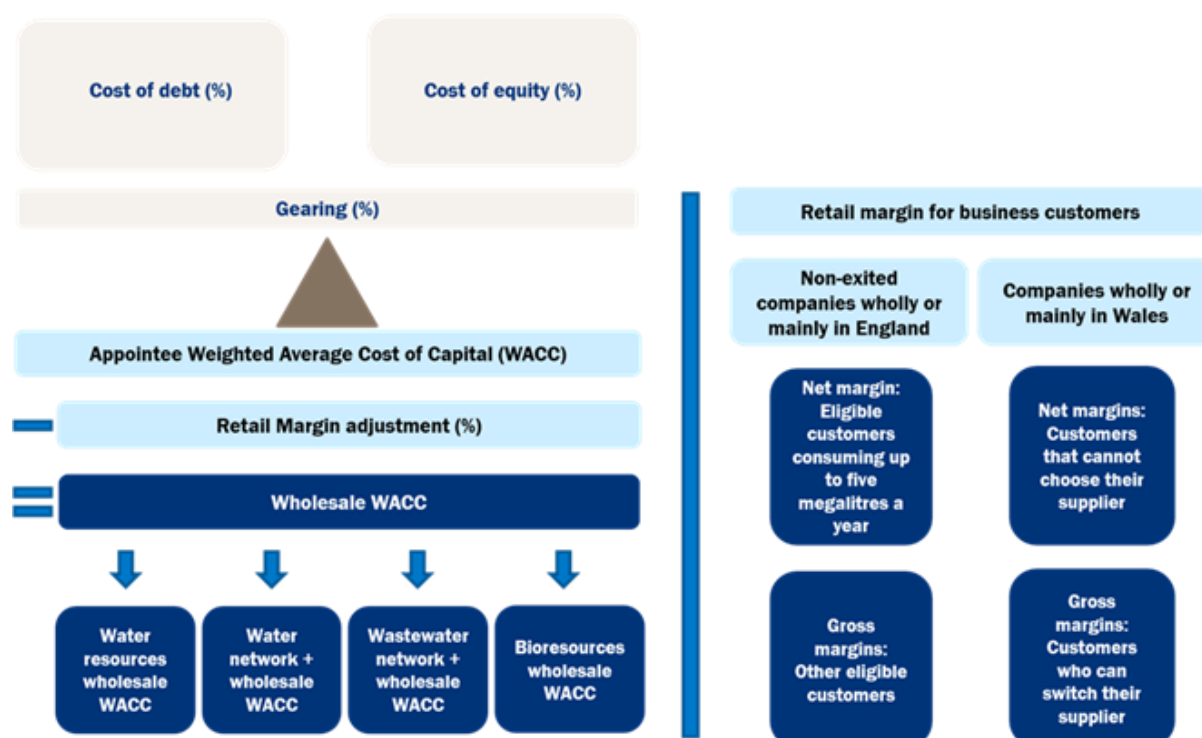 Cost of debt (%)
Cost of equity (%)
Gearing (%)
Appointee Weighted Average Cost of Capital (WACC)
Retail Margin adjustment (%)
Wholesale WACC
Water
resources
wholesale
WACC
Water
network +
wholesale
WACC
Wastewater
network +
wholesale
WACC
Bioresources
wholesale
WACC
Retail margin for business customers
Non-exited
companies wholly or
mainly in England
Companies wholly or
mainly in Wales
Net margin:
Eligible
customers
consuming up
to five
megalitres a
year
Net margins:
Customers
that cannot
choose their
supplier
Gross
margins:
Other eligible
customers
Gross
margins:
Customers
who can
switch their
supplier